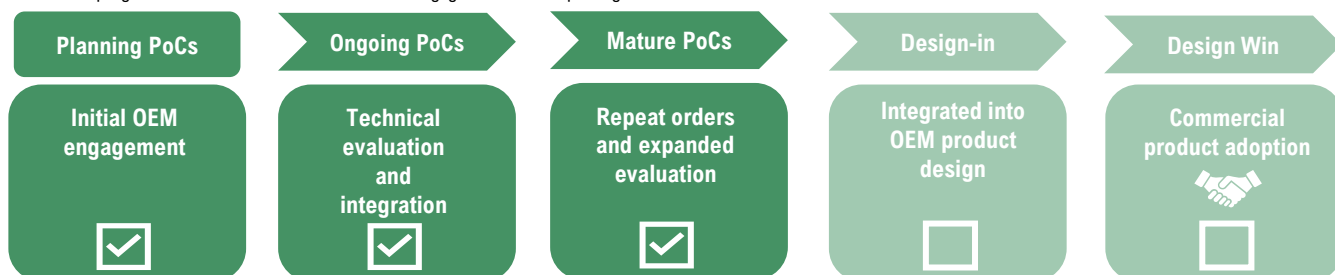 Planning PoCs
Ongoing PoCs
Mature PoCs
Design-in
Design Win
Initial OEM
engagement
Technical
evaluation
and
integration
Repeat orders
and expanded
evaluation
Integrated into
OEM product
design
Commercial
product adoption